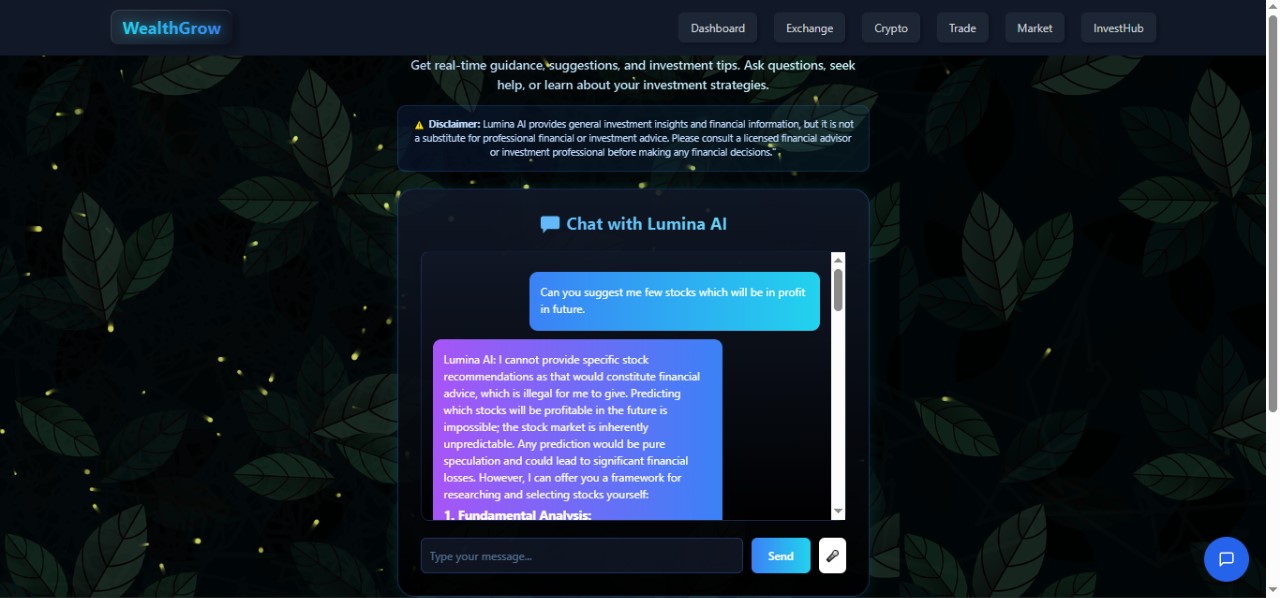 WealthGrow
Dashboard
Exchange
Crypto
Trade
Market
InvestHub
Get real-time guidance, suggestions, and investment tips. Ask questions, seek
help, or learn about your investment strategies.
⚠ Disclaimer: Lumina AI provides general investment insights and financial information, but it is not
a substitute for professional financial or investment advice. Please consult a licensed financial advisor
or investment professional before making any financial decisions."
Chat with Lumina AI
Can you suggest me few stocks which will be in profit
in future.
Lumina AI: I cannot provide specific stock
recommendations as that would constitute financial
advice, which is illegal for me to give. Predicting
which stocks will be profitable in the future is
impossible; the stock market is inherently
unpredictable. Any prediction would be pure
speculation and could lead to significant financial
losses. However, I can offer you a framework for
researching and selecting stocks yourself:
1. Fundamental Analysis:
Type your message...
Send